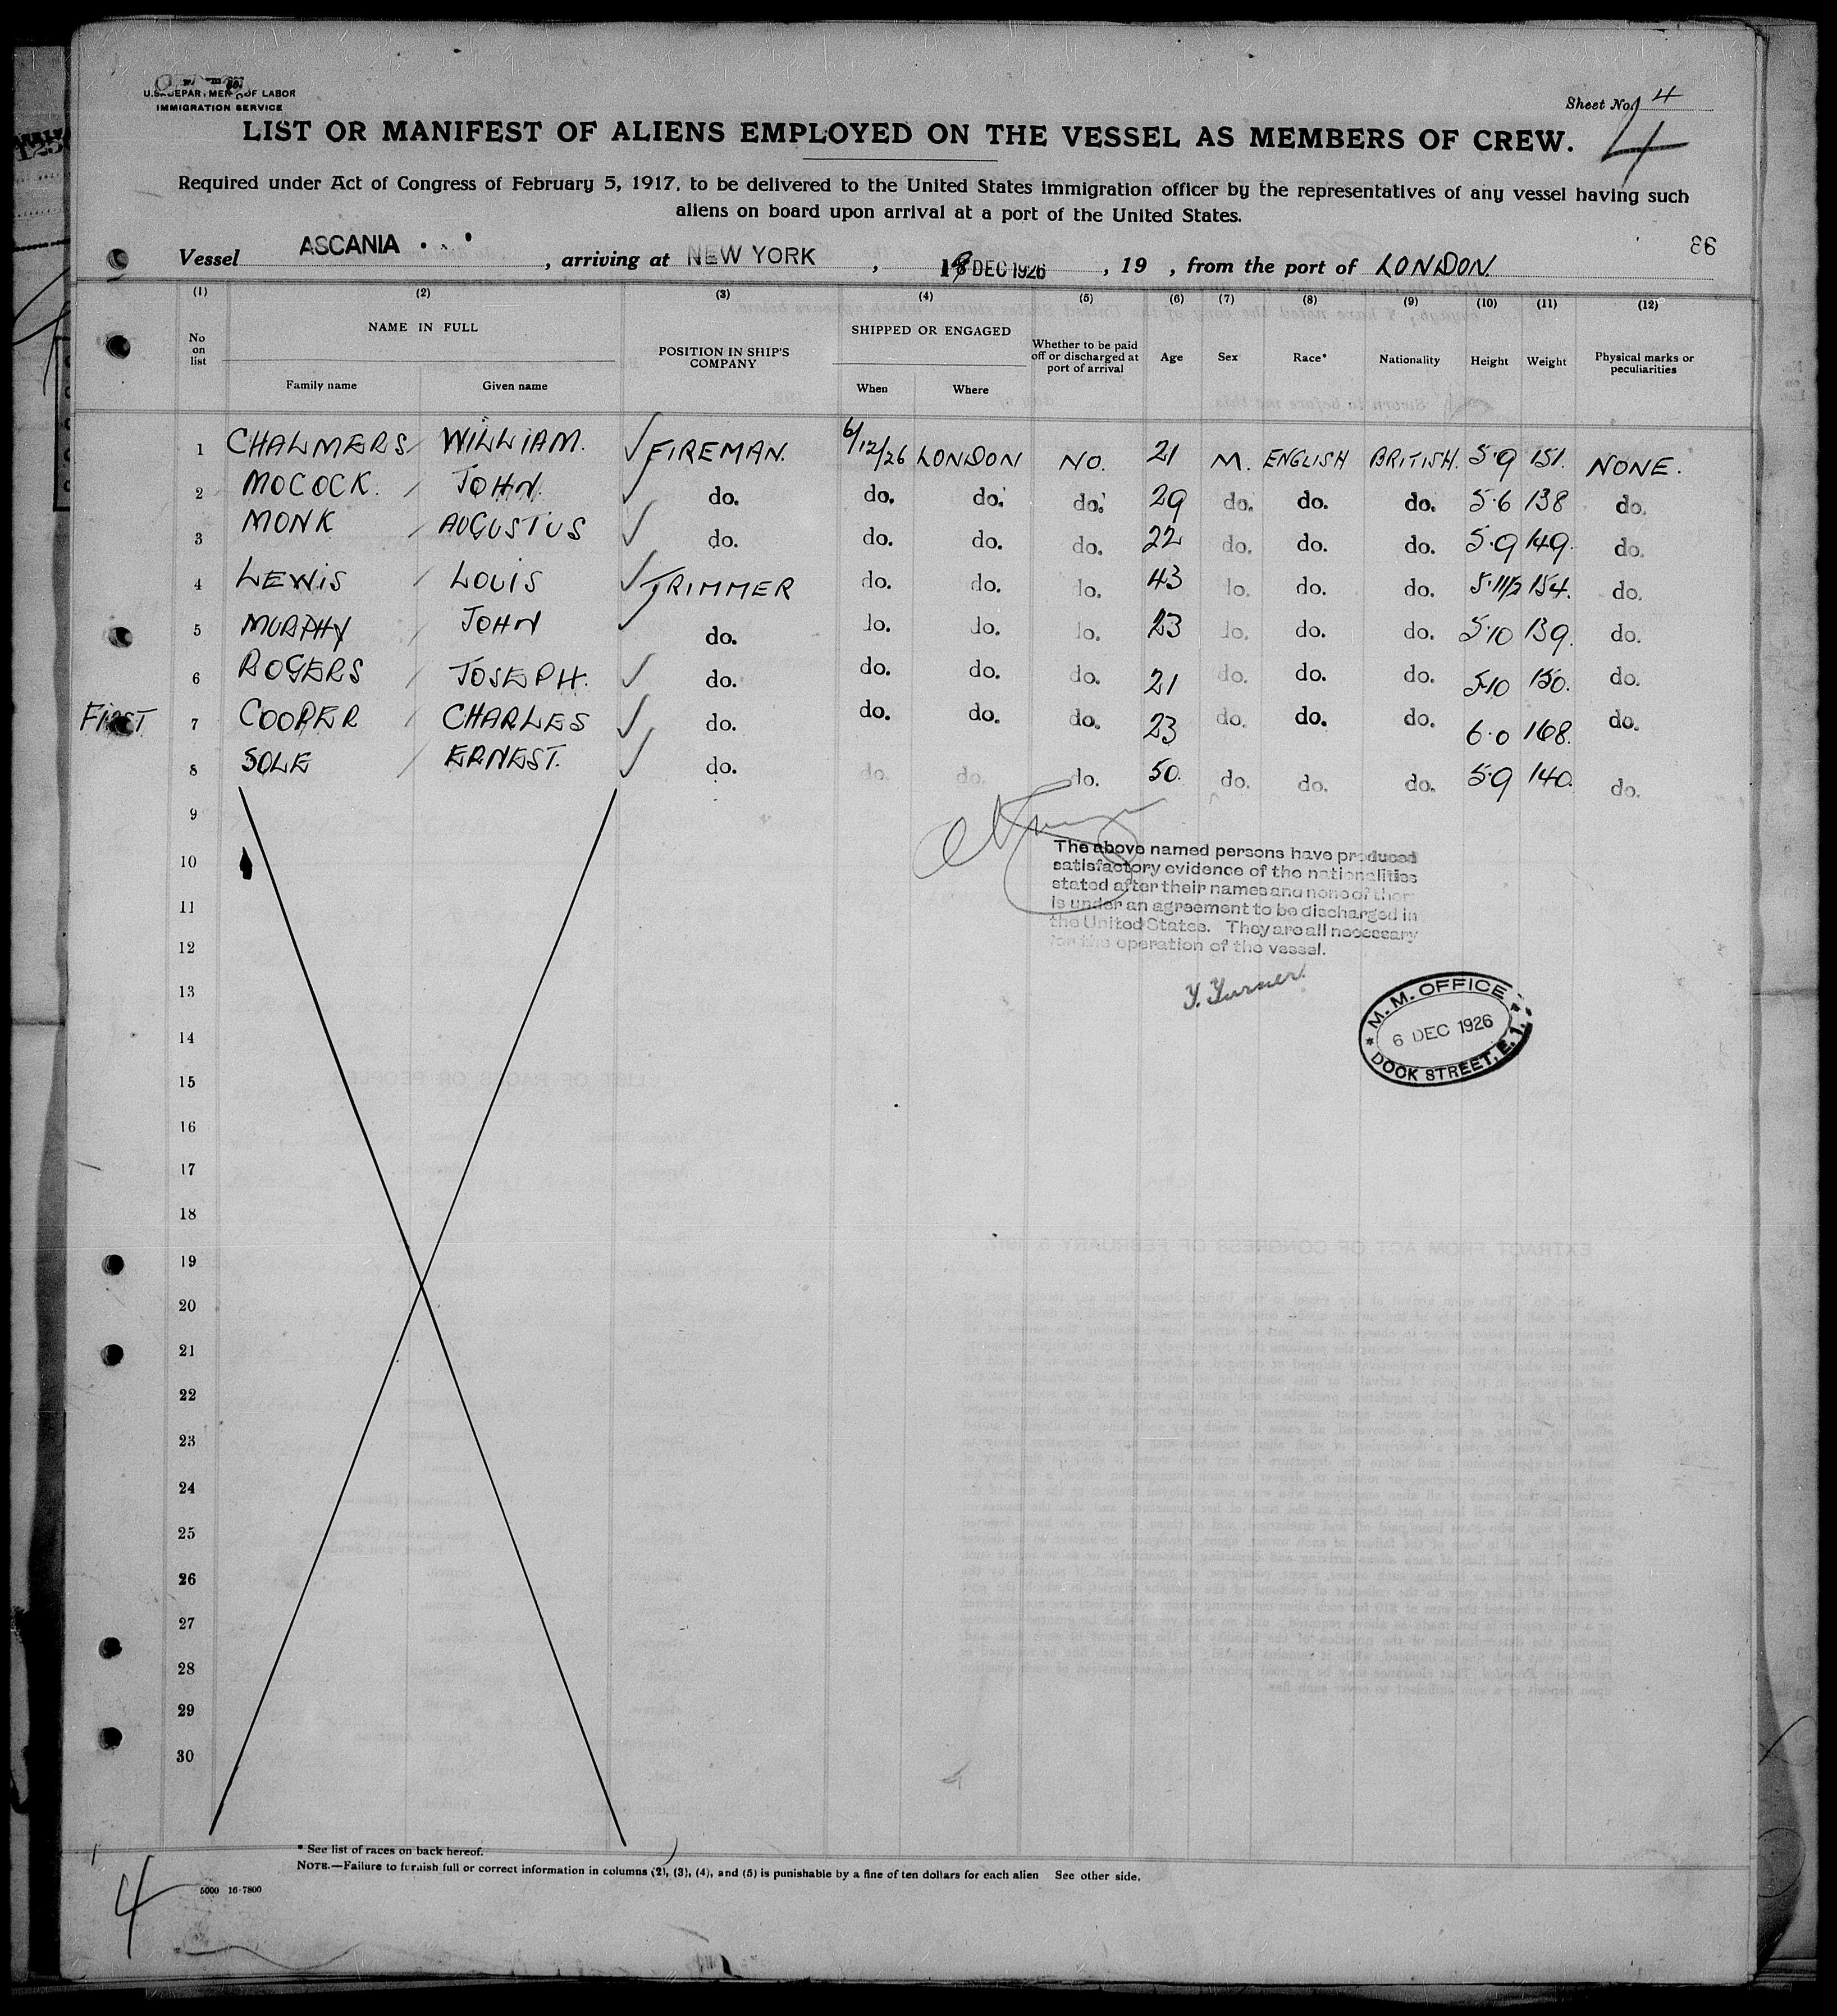 U.S. DEPARTMENT OF LABOR
IMMIGRATION SERVICE
Sheet No. 4
4
LIST OR MANIFEST OF ALIENS EMPLOYED ON THE VESSEL AS MEMBERS OF CREW.
Required under Act of Congress of February 5, 1917, to be delivered to the United States immigration officer by the representatives of any vessel having such
aliens on board upon arrival at a port of the United States.
Vessel ASCANIA, arriving at NEW YORK, DEC 1926, 19 , from the port of LONDON.
(1) (2) (3) (4) (5) (6) (7) (8) (9) (10) (11) (12)
No on list NAME IN FULL Family name Given name POSITION IN SHIP'S COMPANY SHIPPED OR ENGAGED When Where Whether to be paid off or discharged at port of arrival Age Sex Race* Nationality Height Weight Physical marks or peculiarities
1 CHALMERS WILLIAM. FIREMAN. 6/12/26 LONDON NO. 21 M. ENGLISH BRITISH. 5·9 151. NONE.
2 MOCOCK. JOHN. do. do. do. do. 29 do. do. do. 5·6 138 do.
3 MONK AUGUSTUS do. do. do. do. 22 do. do. do. 5·9 149. do.
4 LEWIS LOUIS TRIMMER do. do. do. 43 do. do. do. 5·11½ 154. do.
5 MURPHY JOHN do. do. do. do. 23 do. do. do. 5·10 139. do.
6 ROGERS JOSEPH. do. do. do. do. 21 do. do. do. 5·10 150. do.
FIRST 7 COOPER CHARLES do. do. do. do. 23 do. do. do. 6·0 168. do.
8 SOLE ERNEST. do. do. do. do. 50. do. do. do. 5·9 140. do.
9
10
11
12
13
14
15
16
17
18
19
20
21
22
23
24
25
26
27
28
29
30
The above named persons have produced
satisfactory evidence of the nationalities
stated after their names and none of them
is under an agreement to be discharged in
the United States. They are all necessary
for the operation of the vessel.
M. M. OFFICE
6 DEC 1926
DOCK STREET, E. 1.
* See list of races on back hereof.
NOTE.—Failure to furnish full or correct information in columns (2), (3), (4), and (5) is punishable by a fine of ten dollars for each alien See other side.
5000 16-7800
4